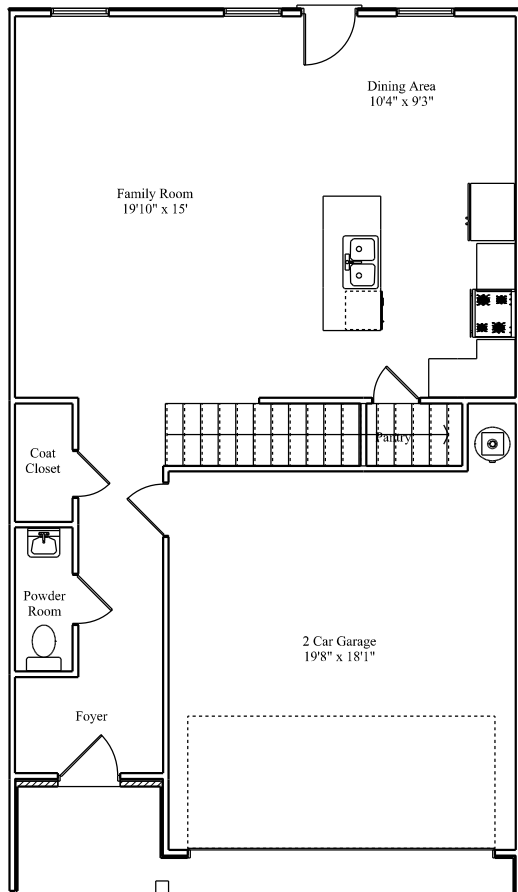 Dining Area
10'4" x 9'3"
Family Room
19'10" x 15'
Pantry
Coat
Closet
Powder
Room
2 Car Garage
19'8" x 18'1"
Foyer